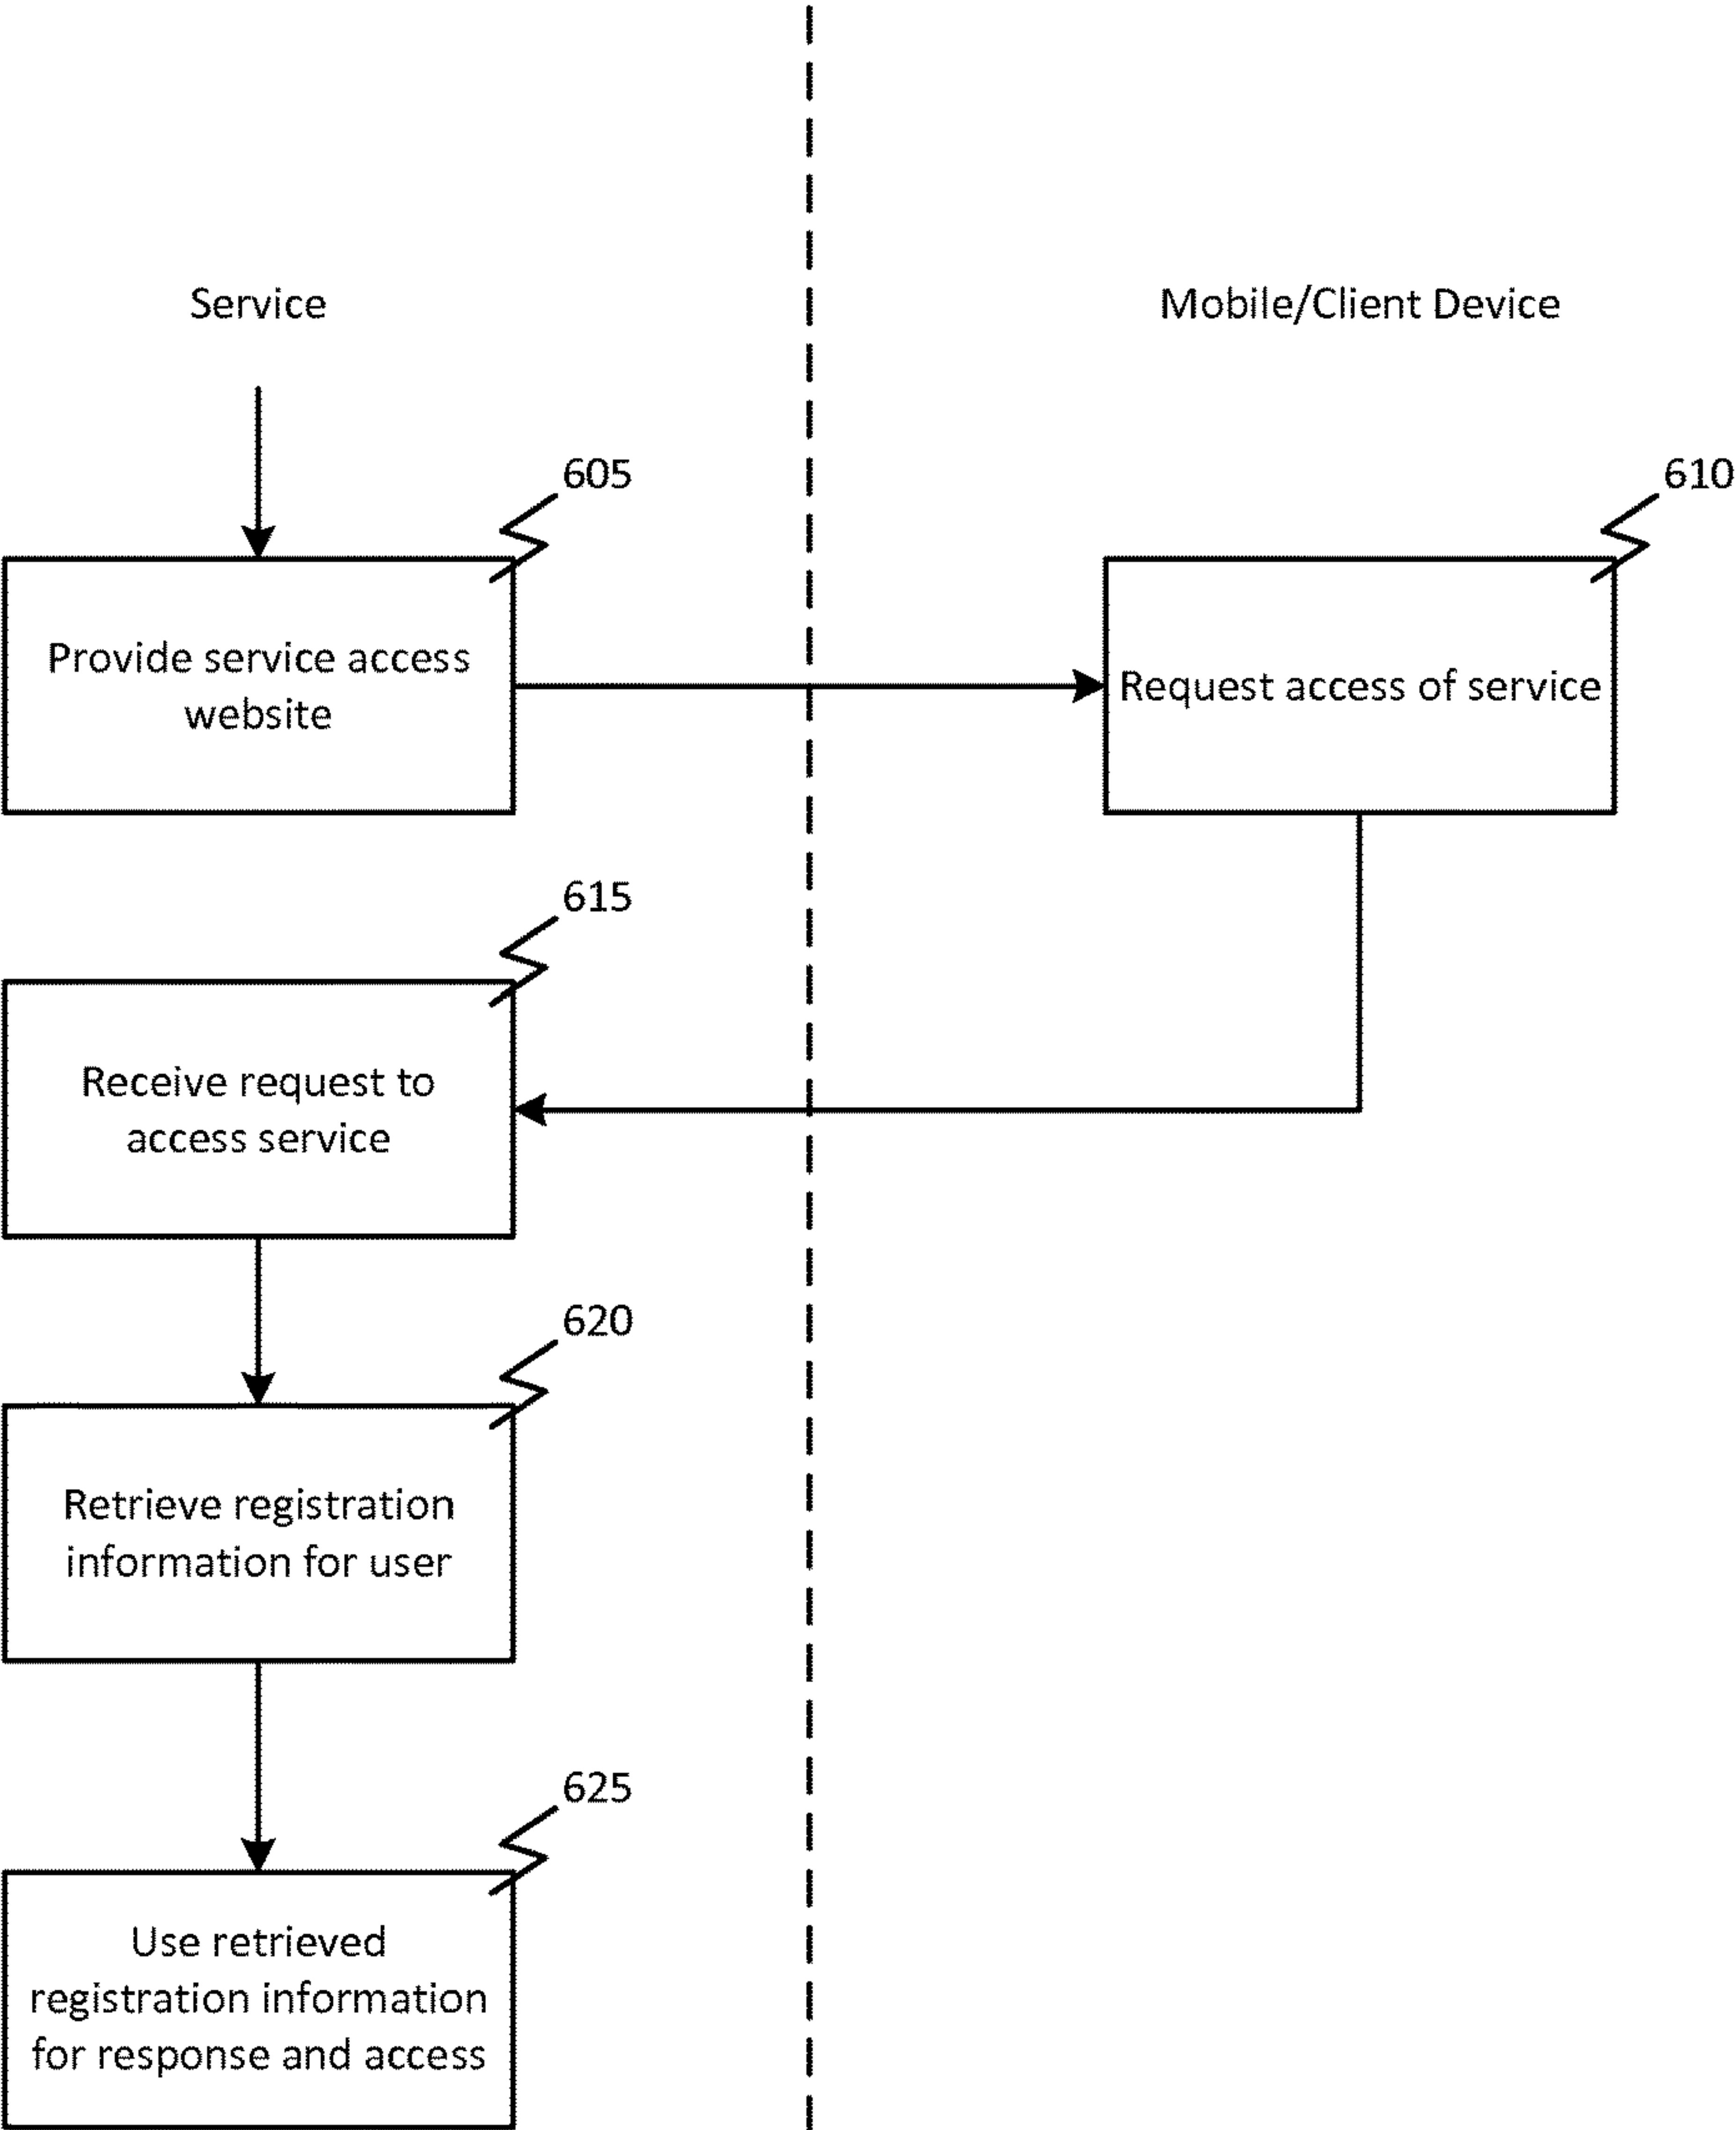 Service
Mobile/Client Device
605
610
Provide service access
website
Request access of service
615
Receive request to
access service
620
Retrieve registration
information for user
625
Use retrieved
registration information
for response and access